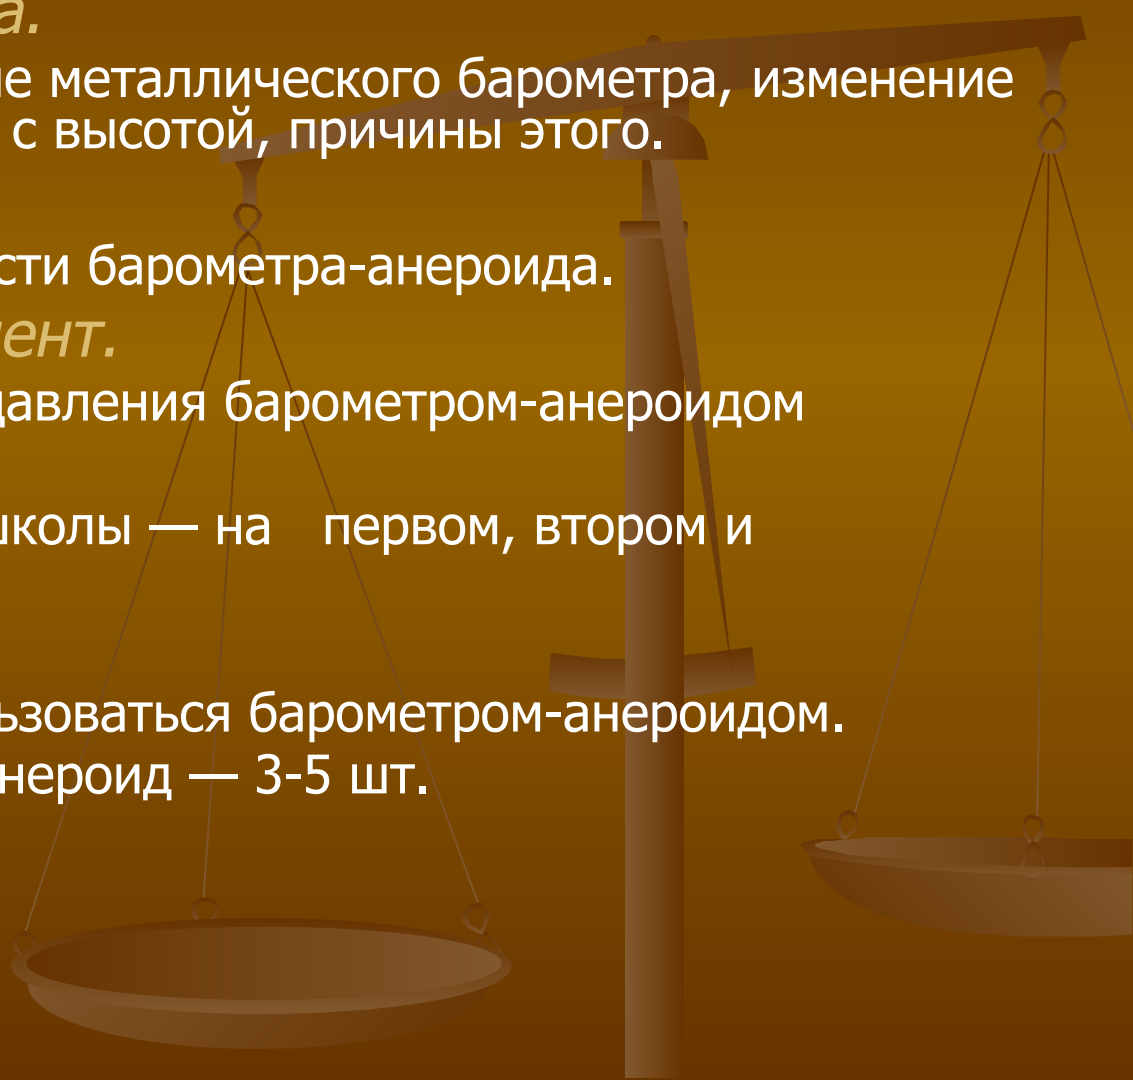 а.
ие металлического барометра, изменение
с высотой, причины этого.
сти барометра-анероида.
ент.
давления барометром-анероидом
школы — на первом, втором и
ьзоваться барометром-анероидом.
нероид — 3-5 шт.